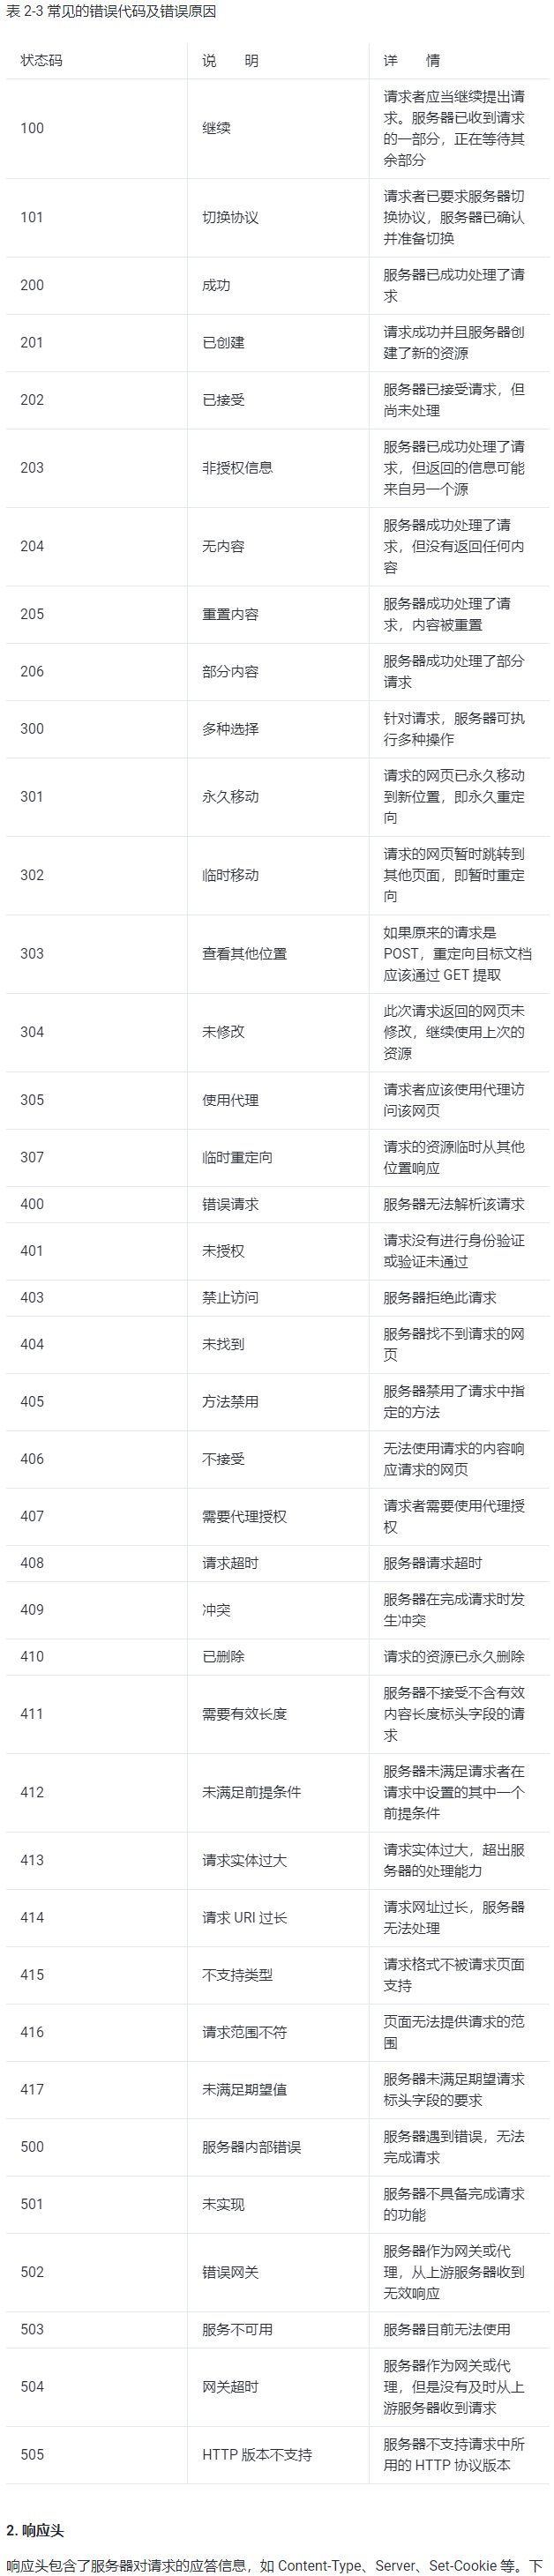 表 2-3 常见的错误代码及错误原因
状态码 说 明 详 情
100 继续 请求者应当继续提出请
求。服务器已收到请求
的一部分，正在等待其
余部分
101 切换协议 请求者已要求服务器切
换协议，服务器已确认
并准备切换
200 成功 服务器已成功处理了请
求
201 已创建 请求成功并且服务器创
建了新的资源
202 已接受 服务器已接受请求，但
尚未处理
203 非授权信息 服务器已成功处理了请
求，但返回的信息可能
来自另一个源
204 无内容 服务器成功处理了请
求，但没有返回任何内
容
205 重置内容 服务器成功处理了请
求，内容被重置
206 部分内容 服务器成功处理了部分
请求
300 多种选择 针对请求，服务器可执
行多种操作
301 永久移动 请求的网页已永久移动
到新位置，即永久重定
向
302 临时移动 请求的网页暂时跳转到
其他页面，即暂时重定
向
303 查看其他位置 如果原来的请求是
POST，重定向目标文档
应该通过 GET 提取
304 未修改 此次请求返回的网页未
修改，继续使用上次的
资源
305 使用代理 请求者应该使用代理访
问该网页
307 临时重定向 请求的资源临时从其他
位置响应
400 错误请求 服务器无法解析该请求
401 未授权 请求没有进行身份验证
或验证未通过
403 禁止访问 服务器拒绝此请求
404 未找到 服务器找不到请求的网
页
405 方法禁用 服务器禁用了请求中指
定的方法
406 不接受 无法使用请求的内容响
应请求的网页
407 需要代理授权 请求者需要使用代理授
权
408 请求超时 服务器请求超时
409 冲突 服务器在完成请求时发
生冲突
410 已删除 请求的资源已永久删除
411 需要有效长度 服务器不接受不含有效
内容长度标头字段的请
求
412 未满足前提条件 服务器未满足请求者在
请求中设置的其中一个
前提条件
413 请求实体过大 请求实体过大，超出服
务器的处理能力
414 请求 URI 过长 请求网址过长，服务器
无法处理
415 不支持类型 请求格式不被请求页面
支持
416 请求范围不符 页面无法提供请求的范
围
417 未满足期望值 服务器未满足期望请求
标头字段的要求
500 服务器内部错误 服务器遇到错误，无法
完成请求
501 未实现 服务器不具备完成请求
的功能
502 错误网关 服务器作为网关或代
理，从上游服务器收到
无效响应
503 服务不可用 服务器目前无法使用
504 网关超时 服务器作为网关或代
理，但是没有及时从上
游服务器收到请求
505 HTTP 版本不支持 服务器不支持请求中所
用的 HTTP 协议版本
2. 响应头
响应头包含了服务器对请求的应答信息，如 Content-Type、Server、Set-Cookie 等。下